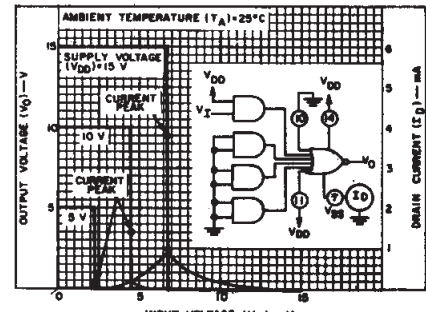 AMBIENT TEMPERATURE (TA)=25°C
15
SUPPLY VOLTAGE
(VDD)=15 V
CURRENT
PEAK
10
10 V
CURRENT
PEAK
5
5 V
OUTPUT VOLTAGE (VO)—V
VDD
VI
VDD
10
14
VO
11
7
ID
VSS
VDD
6
5
4
3
2
1
DRAIN CURRENT (ID)—mA
0
5
10
15